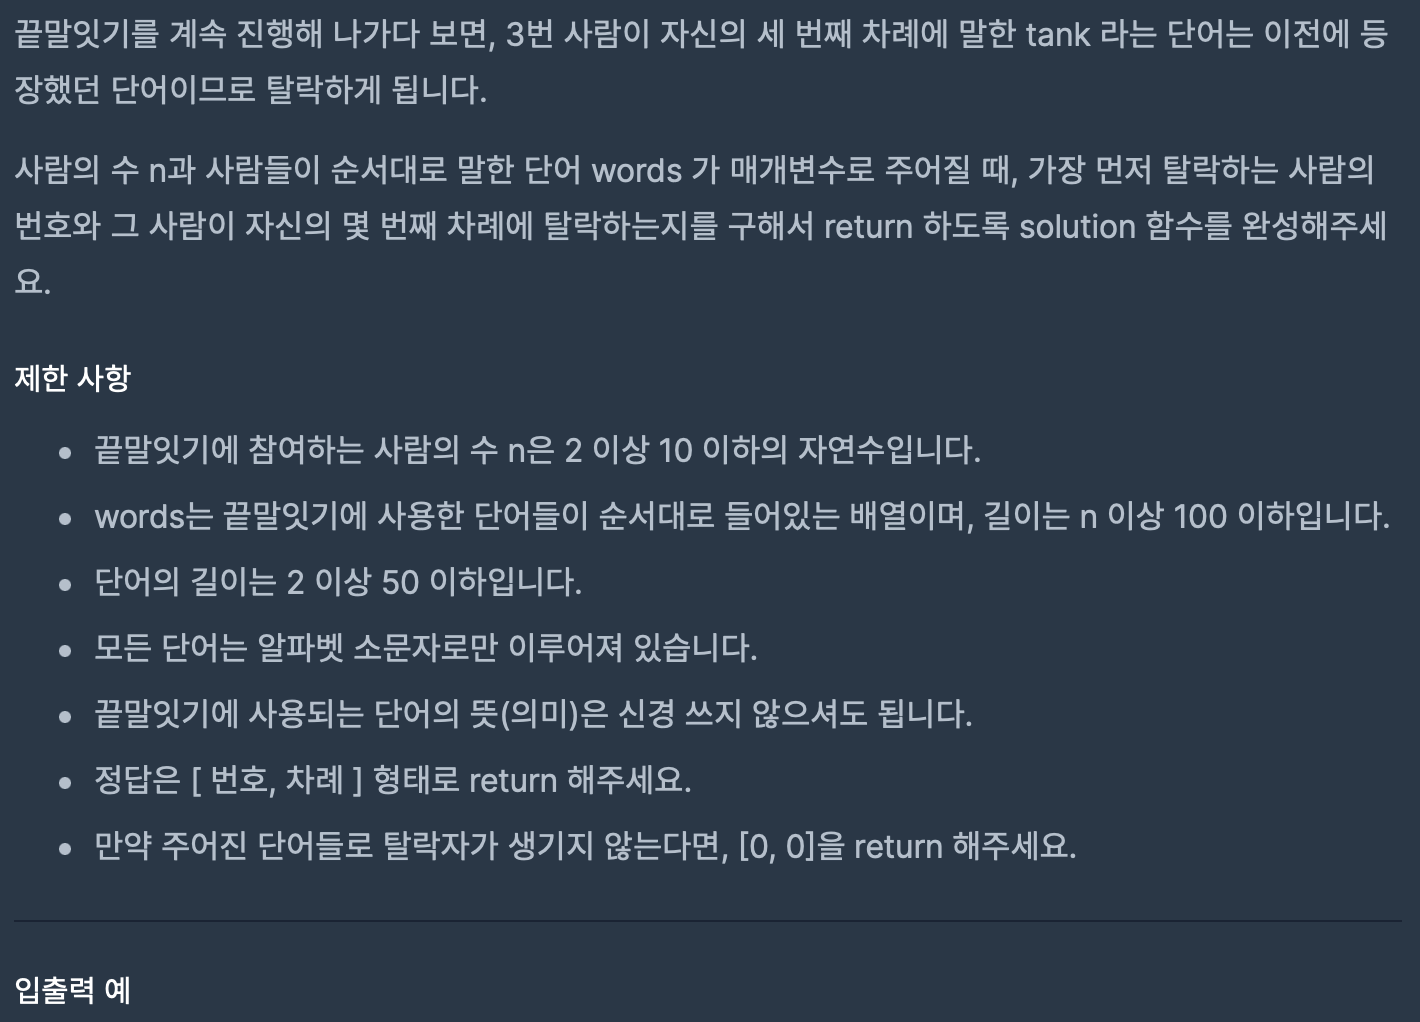 끝말잇기를 계속 진행해 나가다 보면, 3번 사람이 자신의 세 번째 차례에 말한 tank 라는 단어는 이전에 등
장했던 단어이므로 탈락하게 됩니다.
사람의 수 n과 사람들이 순서대로 말한 단어 words 가 매개변수로 주어질 때, 가장 먼저 탈락하는 사람의
번호와 그 사람이 자신의 몇 번째 차례에 탈락하는지를 구해서 return 하도록 solution 함수를 완성해주세
요.
제한 사항
• 끝말잇기에 참여하는 사람의 수 n은 2 이상 10 이하의 자연수입니다.
• words는 끝말잇기에 사용한 단어들이 순서대로 들어있는 배열이며, 길이는 n 이상 100 이하입니다.
• 단어의 길이는 2 이상 50 이하입니다.
• 모든 단어는 알파벳 소문자로만 이루어져 있습니다.
• 끝말잇기에 사용되는 단어의 뜻(의미)은 신경 쓰지 않으셔도 됩니다.
• 정답은 [ 번호, 차례 ] 형태로 return 해주세요.
• 만약 주어진 단어들로 탈락자가 생기지 않는다면, [0, 0]을 return 해주세요.
입출력 예